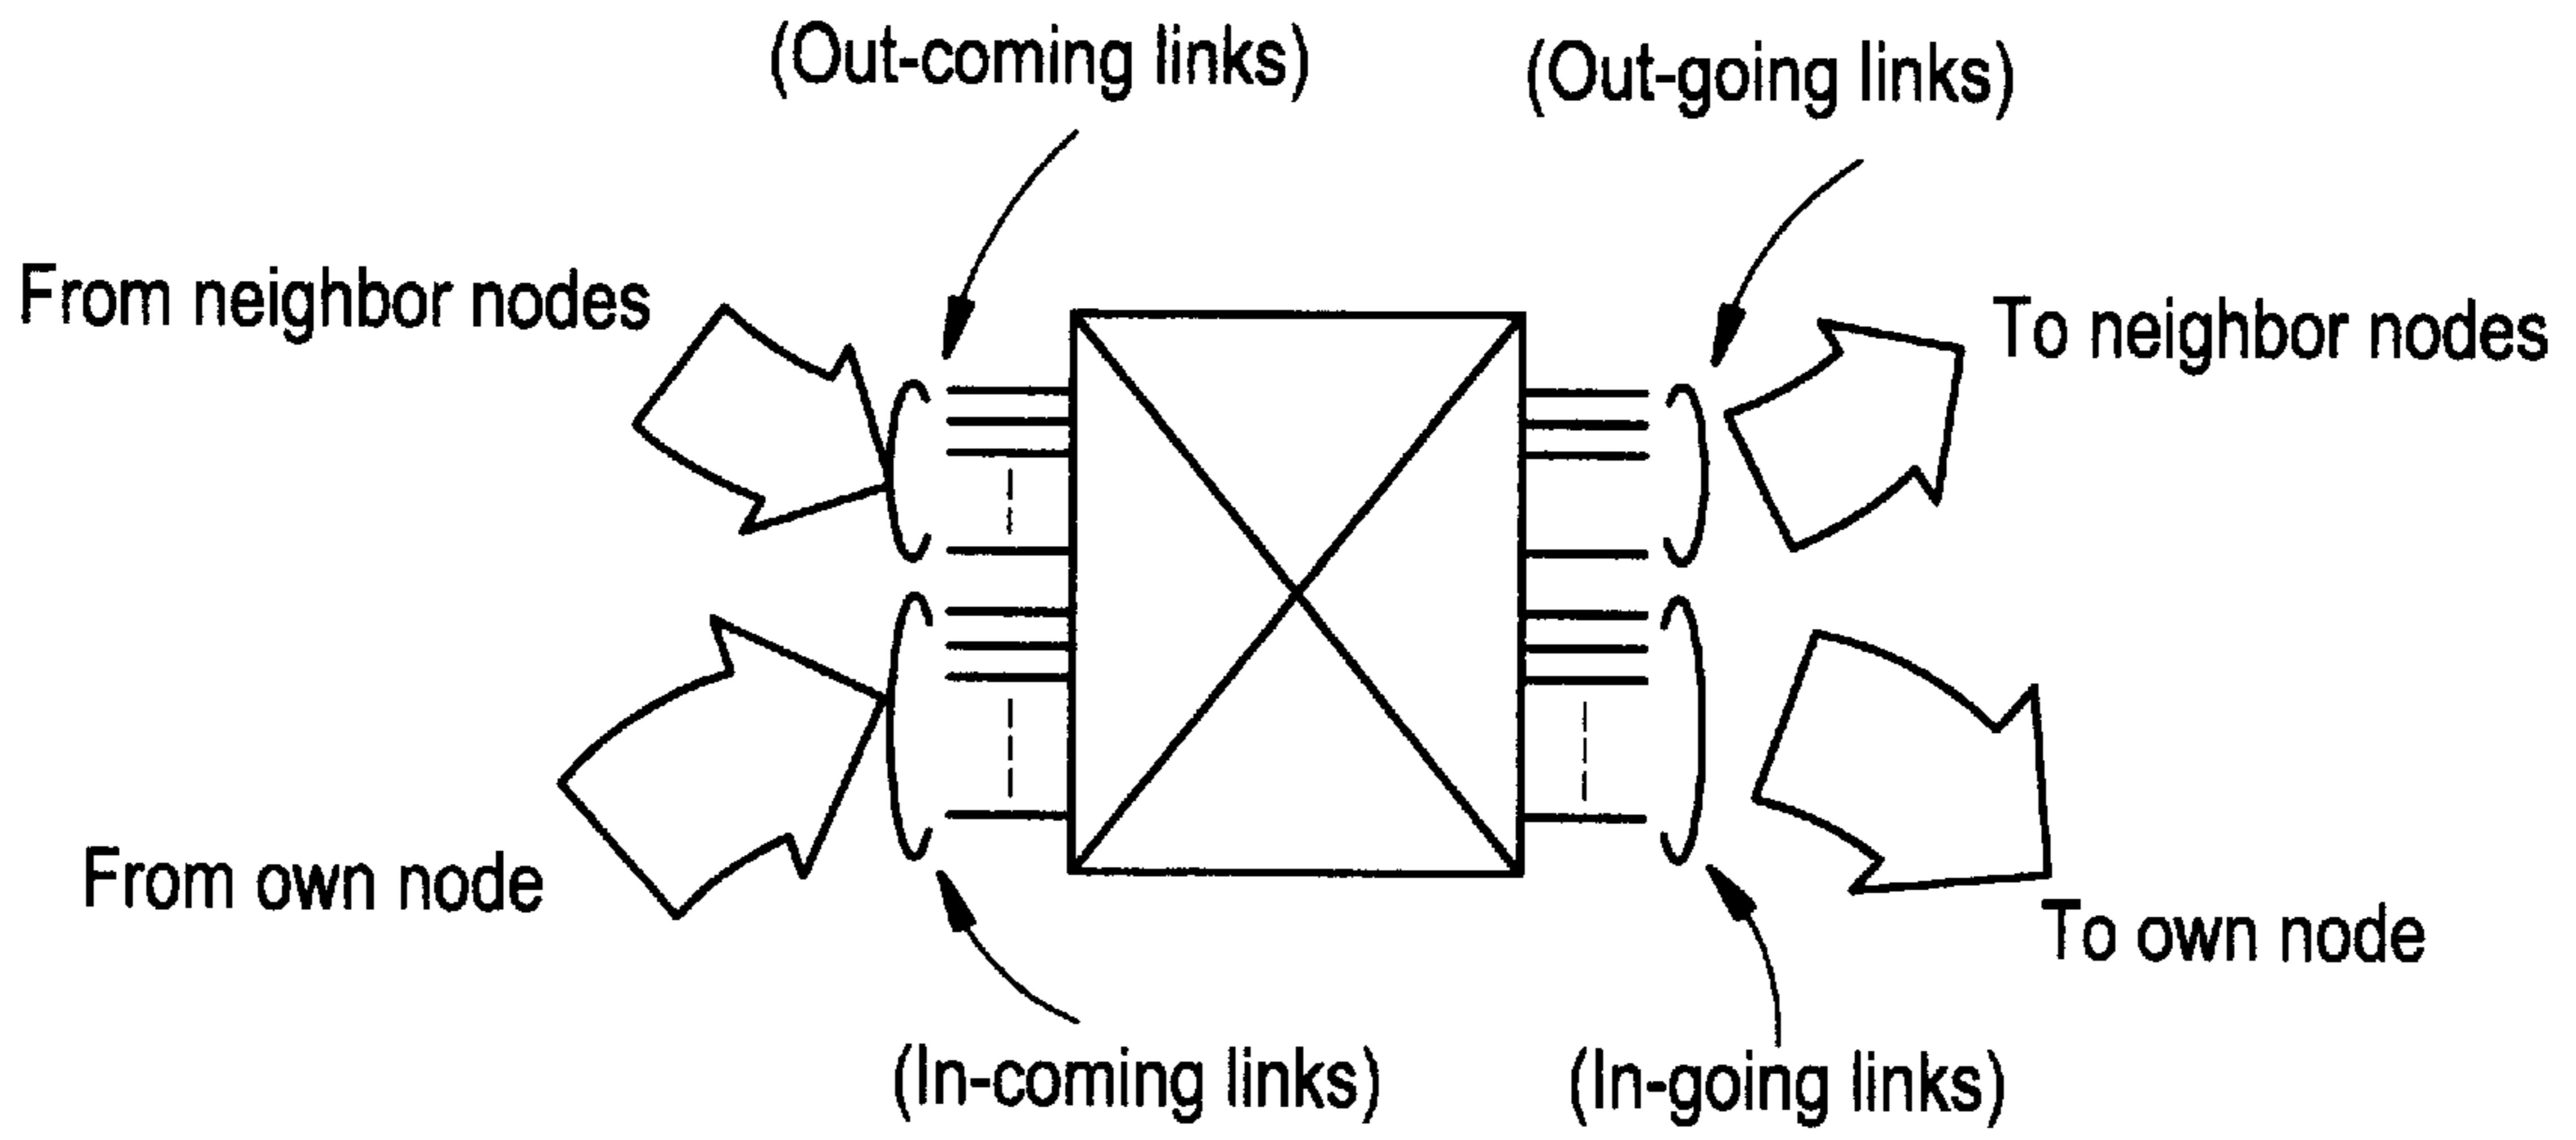 (Out-coming links)
(Out-going links)
From neighbor nodes
To neighbor nodes
From own node
To own node
(In-coming links)
(In-going links)